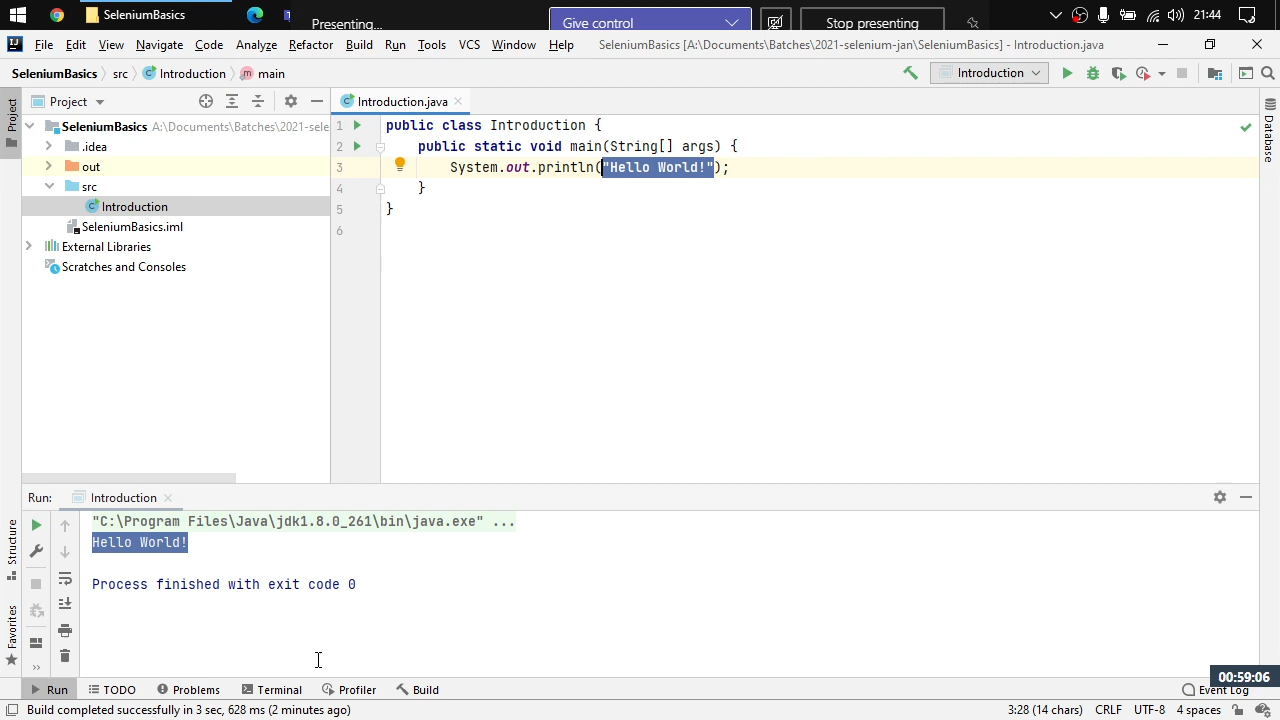 SeleniumBasics
Presenting...
Give control
Stop presenting
21:44
File Edit View Navigate Code Analyze Refactor Build Run Tools VCS Window Help SeleniumBasics [A:\Documents\Batches\2021-selenium-jan\SeleniumBasics] - Introduction.java
SeleniumBasics src Introduction main
Introduction
Project
Introduction.java
Project
Database
SeleniumBasics A:\Documents\Batches\2021-sele
.idea
out
src
Introduction
SeleniumBasics.iml
External Libraries
Scratches and Consoles
1 public class Introduction {
2 public static void main(String[] args) {
3 System.out.println("Hello World!");
4 }
5 }
6
Run: Introduction
"C:\Program Files\Java\jdk1.8.0_261\bin\java.exe" ...
Hello World!
Process finished with exit code 0
Structure
Favorites
00:59:06
Run TODO Problems Terminal Profiler Build Event Log
Build completed successfully in 3 sec, 628 ms (2 minutes ago) 3:28 (14 chars) CRLF UTF-8 4 spaces